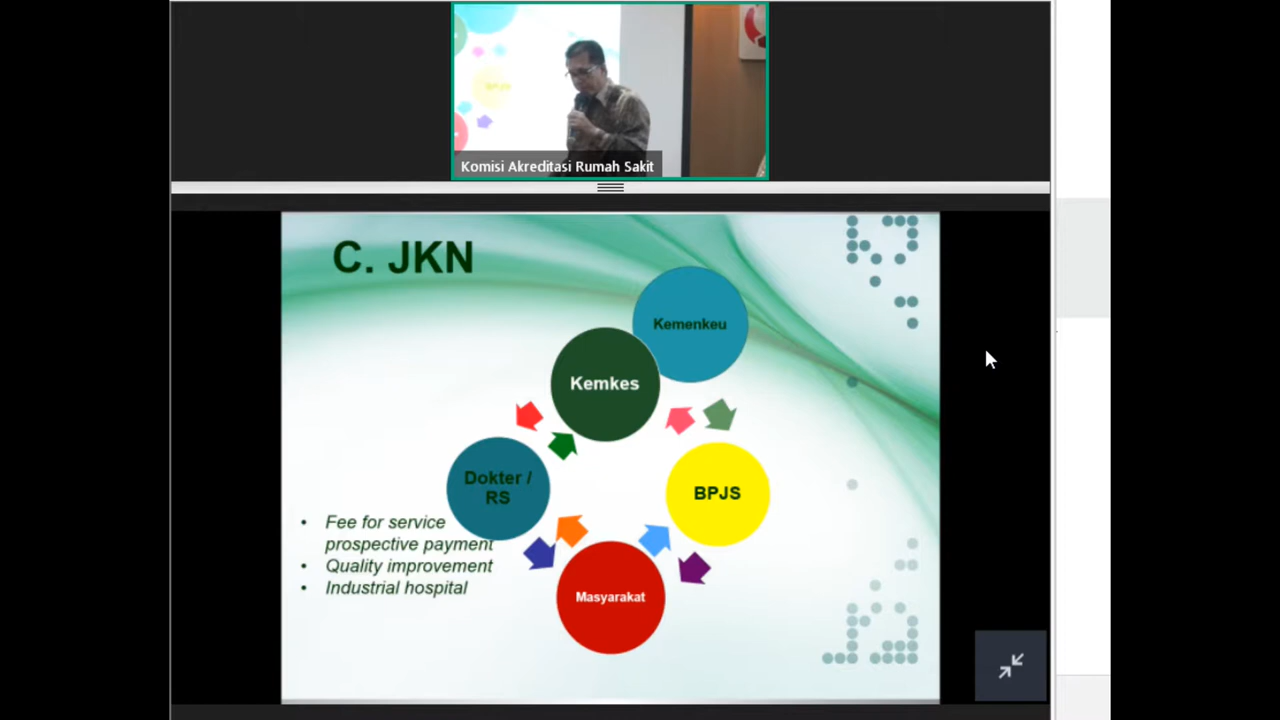 Komisi Akreditasi Rumah Sakit
C. JKN
Kemenkeu
Kemkes
Dokter /
RS
BPJS
Masyarakat
• Fee for service
prospective payment
• Quality improvement
• Industrial hospital